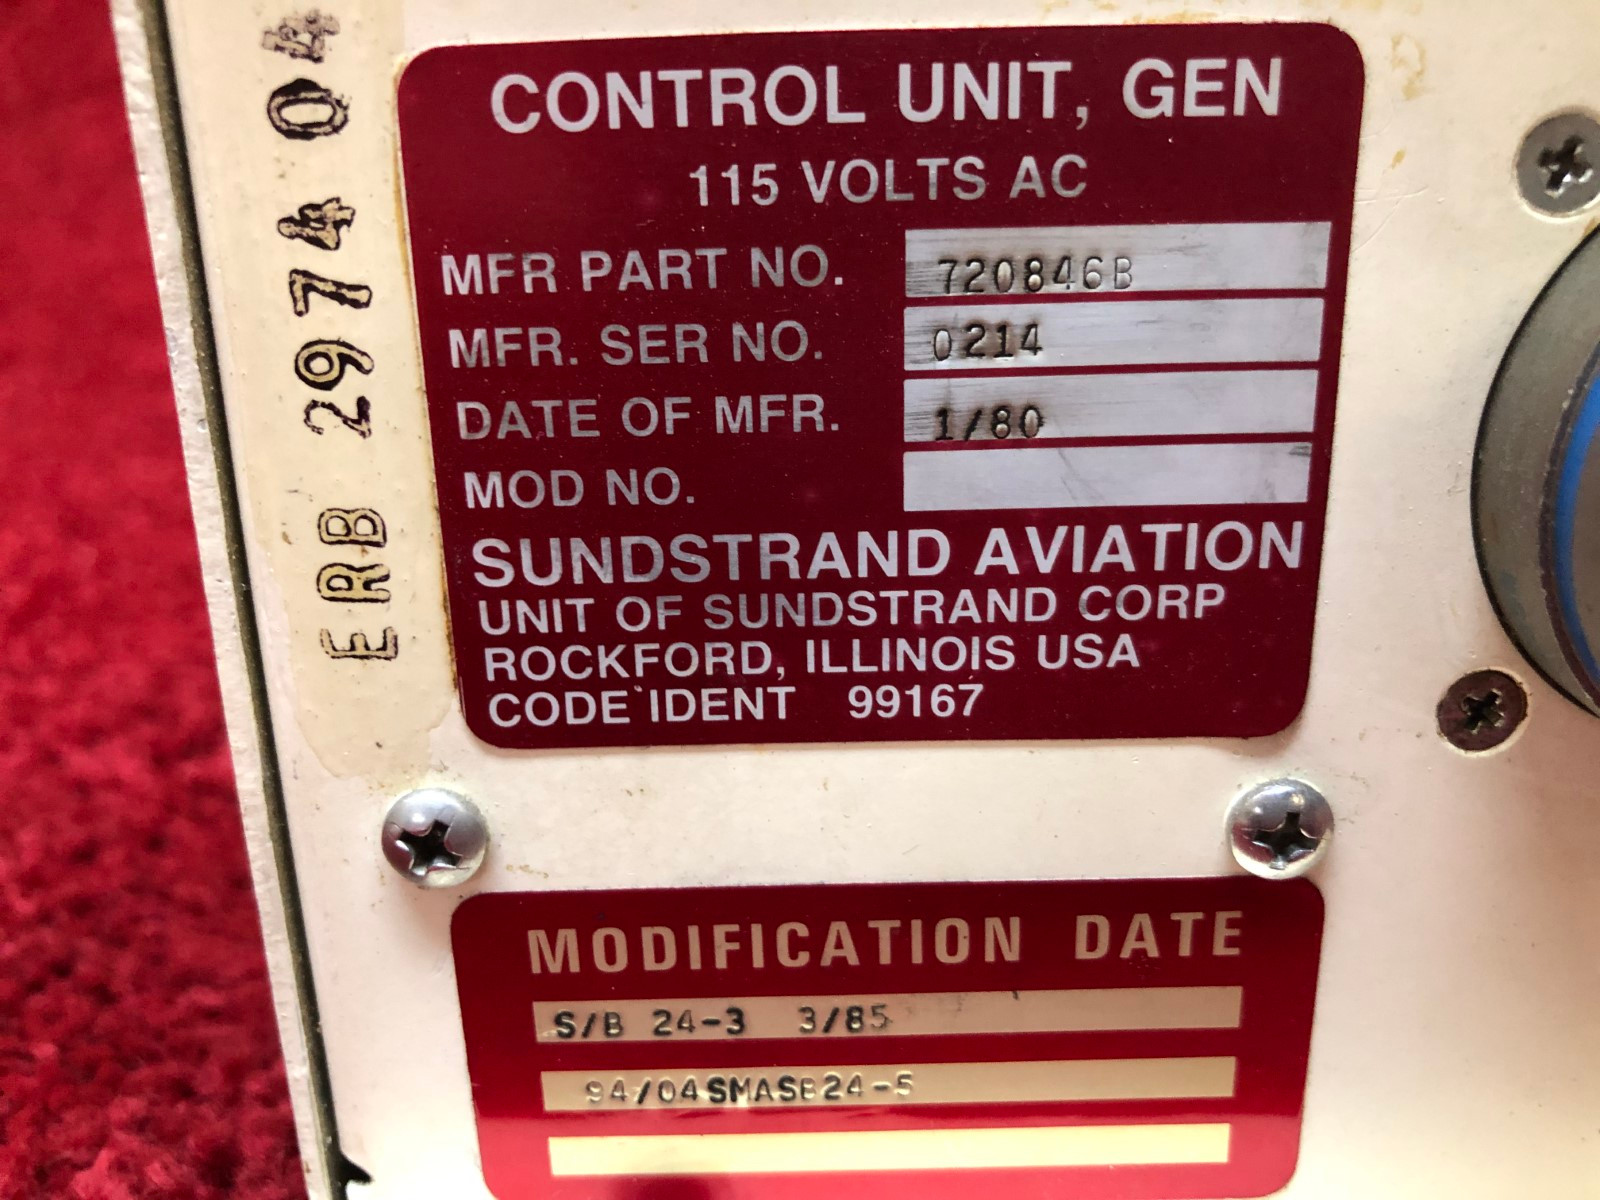 CONTROL UNIT, GEN
115 VOLTS AC
MFR PART NO. 720846B
MFR. SER NO. 0214
DATE OF MFR. 1/80
MOD NO.
SUNDSTRAND AVIATION
UNIT OF SUNDSTRAND CORP
ROCKFORD, ILLINOIS USA
CODE IDENT 99167
ERB 2974 04
MODIFICATION DATE
S/B 24-3 3/85
94/04SMASB24-5